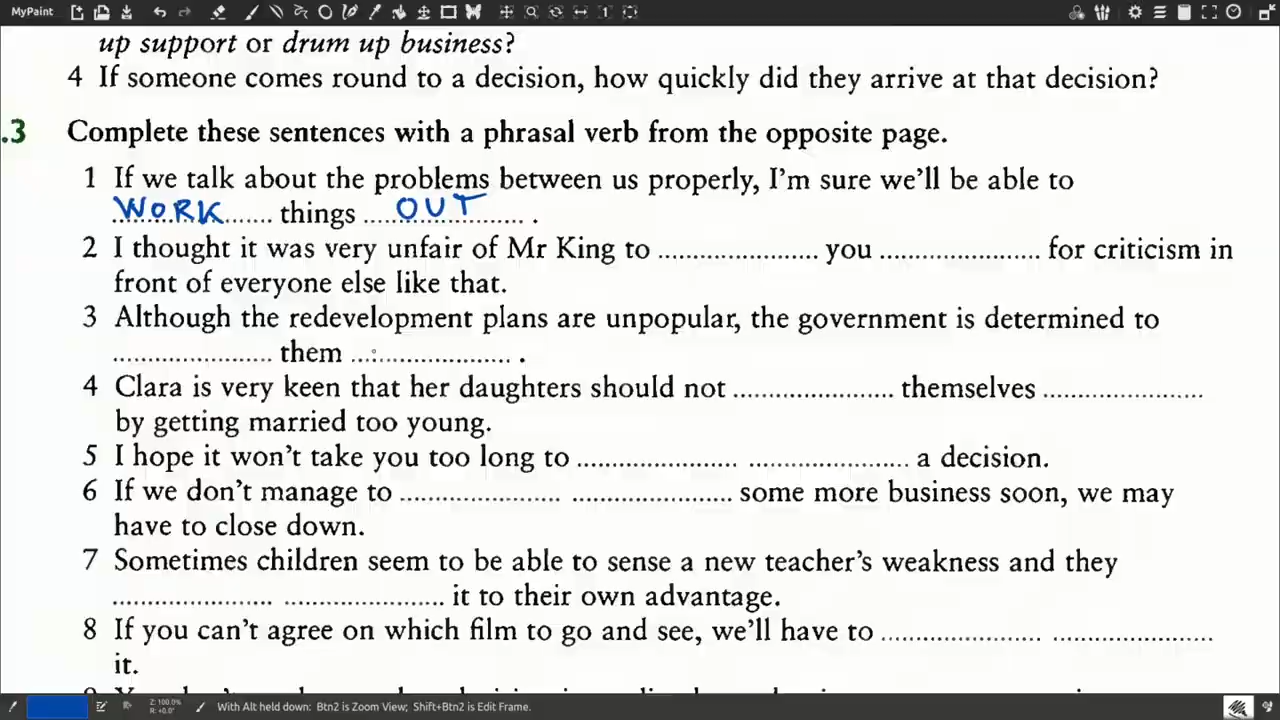 MyPaint
up support or drum up business?
4 If someone comes round to a decision, how quickly did they arrive at that decision?
.3 Complete these sentences with a phrasal verb from the opposite page.
1 If we talk about the problems between us properly, I'm sure we'll be able to
WORK things OUT .
2 I thought it was very unfair of Mr King to .................... you .................... for criticism in
front of everyone else like that.
3 Although the redevelopment plans are unpopular, the government is determined to
.................... them .................... .
4 Clara is very keen that her daughters should not .................... themselves ....................
by getting married too young.
5 I hope it won't take you too long to .................... .................... a decision.
6 If we don't manage to .................... .................... some more business soon, we may
have to close down.
7 Sometimes children seem to be able to sense a new teacher's weakness and they
.................... .................... it to their own advantage.
8 If you can't agree on which film to go and see, we'll have to .................... ....................
it.
Z: 100.0%
R: +0.0°
With Alt held down: Btn2 is Zoom View; Shift+Btn2 is Edit Frame.